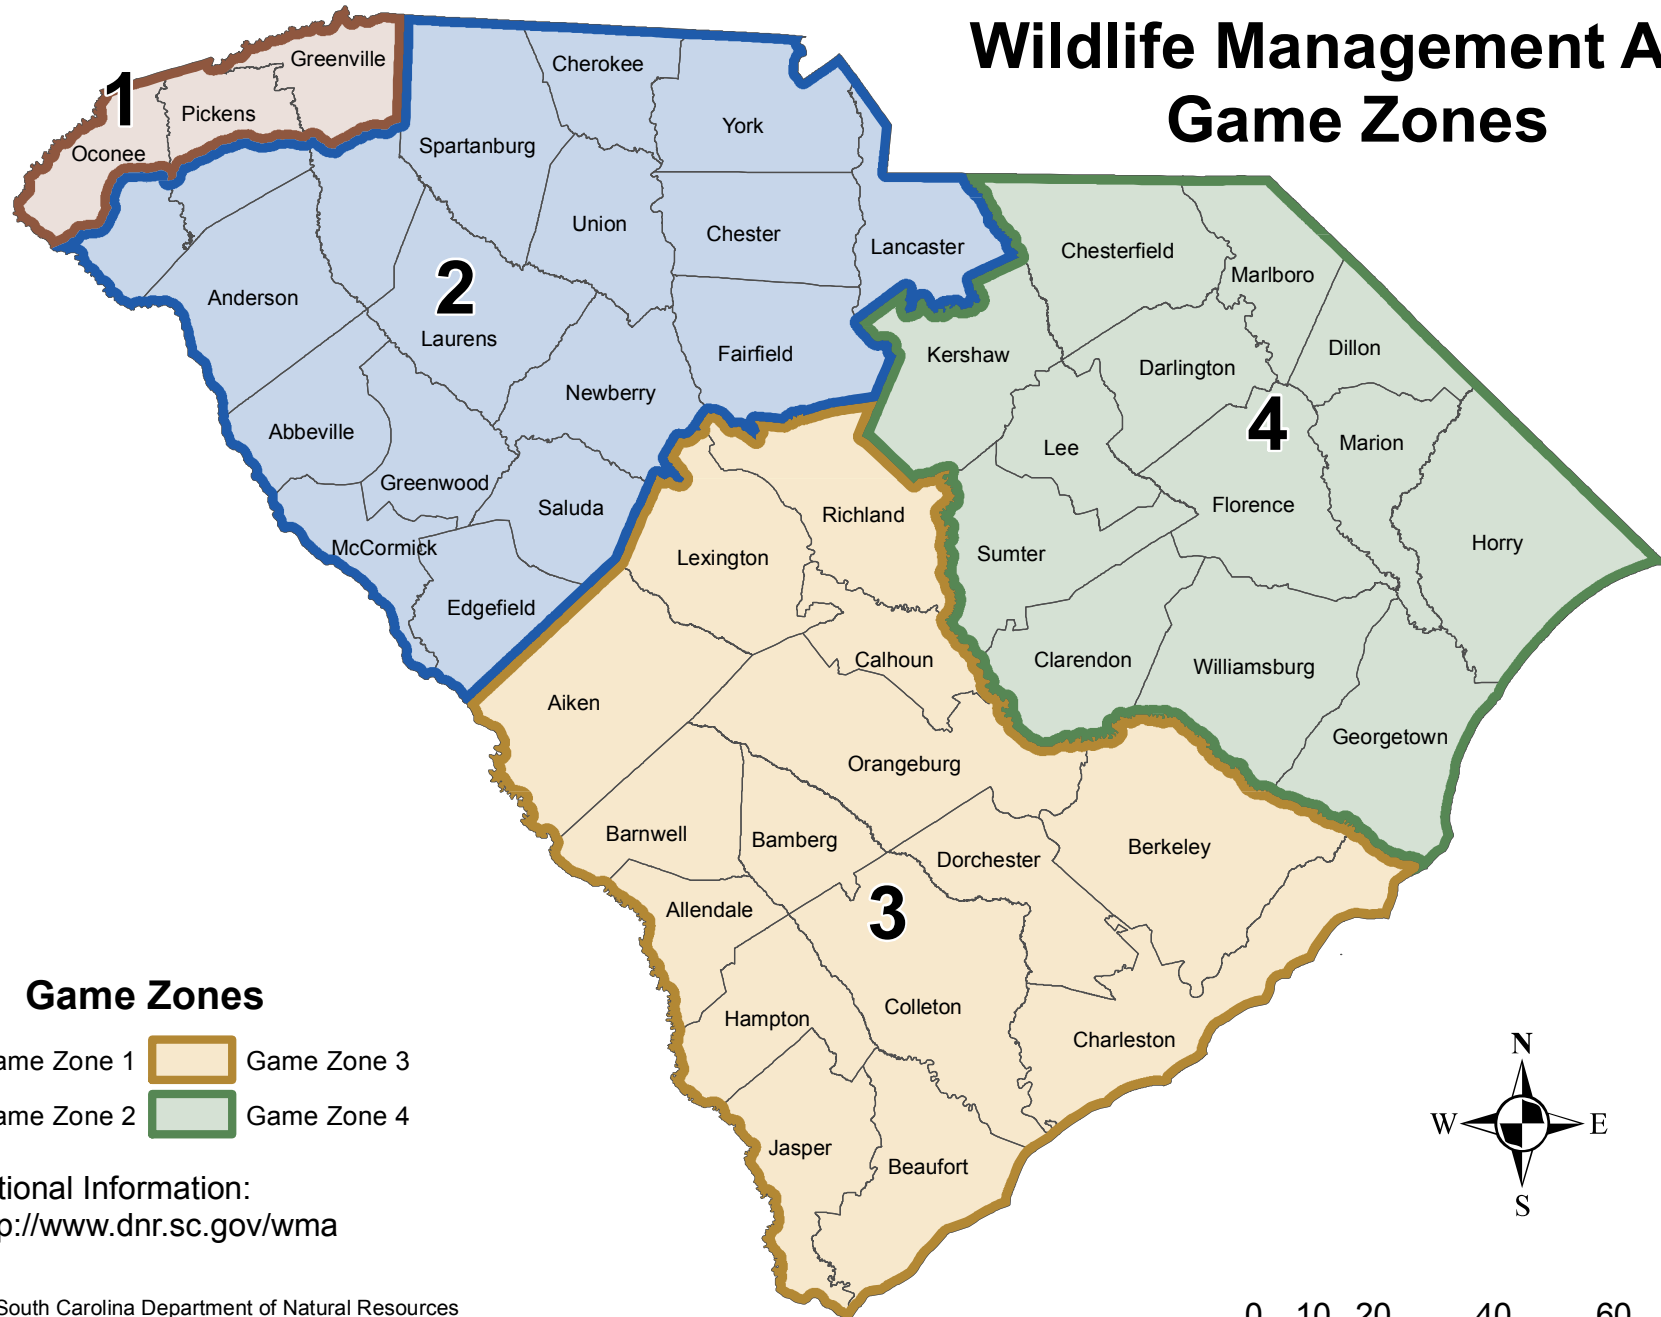 Wildlife Management A
Game Zones
1
Greenville
Pickens
Oconee
Cherokee
York
Spartanburg
Union
Chester
Lancaster
2
Anderson
Laurens
Fairfield
Newberry
Abbeville
Greenwood
Saluda
McCormick
Edgefield
Chesterfield
Marlboro
Kershaw
Darlington
Dillon
4
Lee
Marion
Florence
Horry
Sumter
Clarendon
Williamsburg
Georgetown
Richland
Lexington
Calhoun
Aiken
Orangeburg
Barnwell
Bamberg
Dorchester
Berkeley
Allendale
3
Hampton
Colleton
Charleston
Jasper
Beaufort
Game Zones
ame Zone 1 Game Zone 3
ame Zone 2 Game Zone 4
tional Information:
p://www.dnr.sc.gov/wma
South Carolina Department of Natural Resources
N
W E
S
0 10 20 40 60